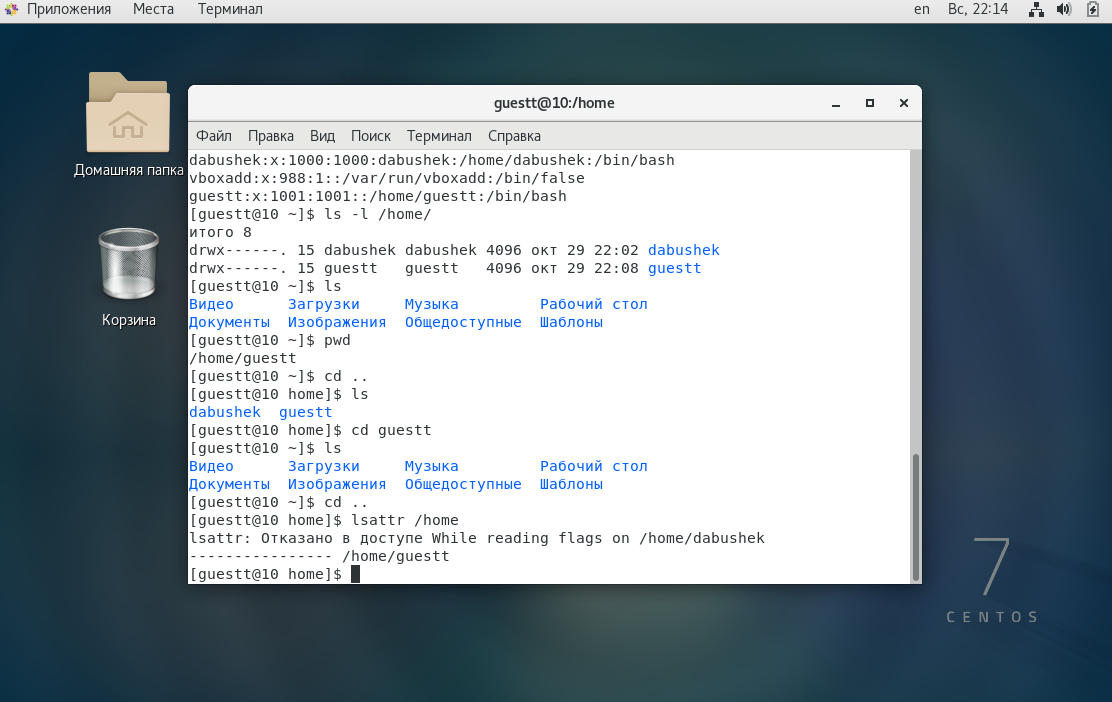 Приложения Места Терминал en Вс, 22:14
Домашняя папка
Корзина
guestt@10:/home
Файл Правка Вид Поиск Терминал Справка
dabushek:x:1000:1000:dabushek:/home/dabushek:/bin/bash
vboxadd:x:988:1::/var/run/vboxadd:/bin/false
guestt:x:1001:1001::/home/guestt:/bin/bash
[guestt@10 ~]$ ls -l /home/
итого 8
drwx------. 15 dabushek dabushek 4096 окт 29 22:02 dabushek
drwx------. 15 guestt   guestt   4096 окт 29 22:08 guestt
[guestt@10 ~]$ ls
Видео      Загрузки     Музыка         Рабочий стол
Документы  Изображения  Общедоступные  Шаблоны
[guestt@10 ~]$ pwd
/home/guestt
[guestt@10 ~]$ cd ..
[guestt@10 home]$ ls
dabushek  guestt
[guestt@10 home]$ cd guestt
[guestt@10 ~]$ ls
Видео      Загрузки     Музыка         Рабочий стол
Документы  Изображения  Общедоступные  Шаблоны
[guestt@10 ~]$ cd ..
[guestt@10 home]$ lsattr /home
lsattr: Отказано в доступе While reading flags on /home/dabushek
---------------- /home/guestt
[guestt@10 home]$
7
CENTOS